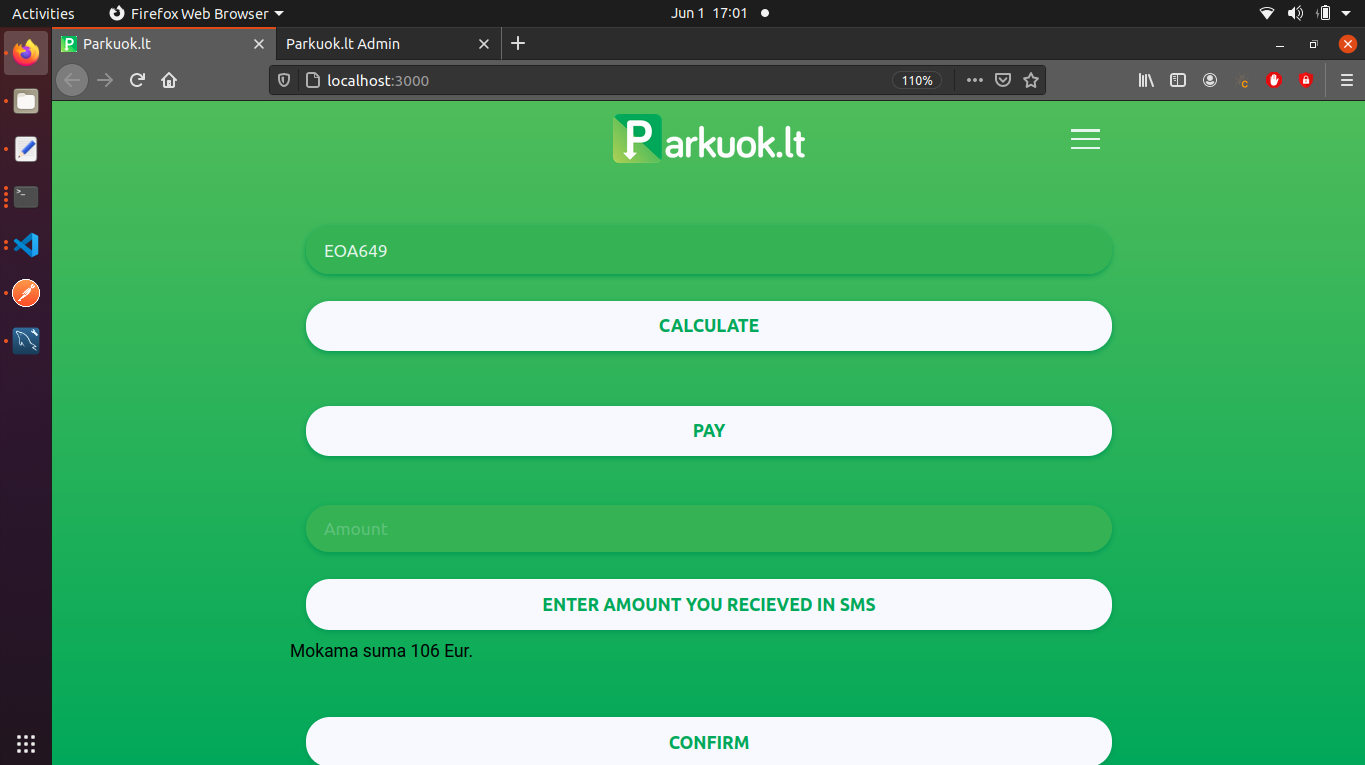 Activities Firefox Web Browser Jun 1 17:01
Parkuok.lt Parkuok.lt Admin
localhost:3000 110%
Parkuok.lt
EOA649
CALCULATE
PAY
Amount
ENTER AMOUNT YOU RECIEVED IN SMS
Mokama suma 106 Eur.
CONFIRM